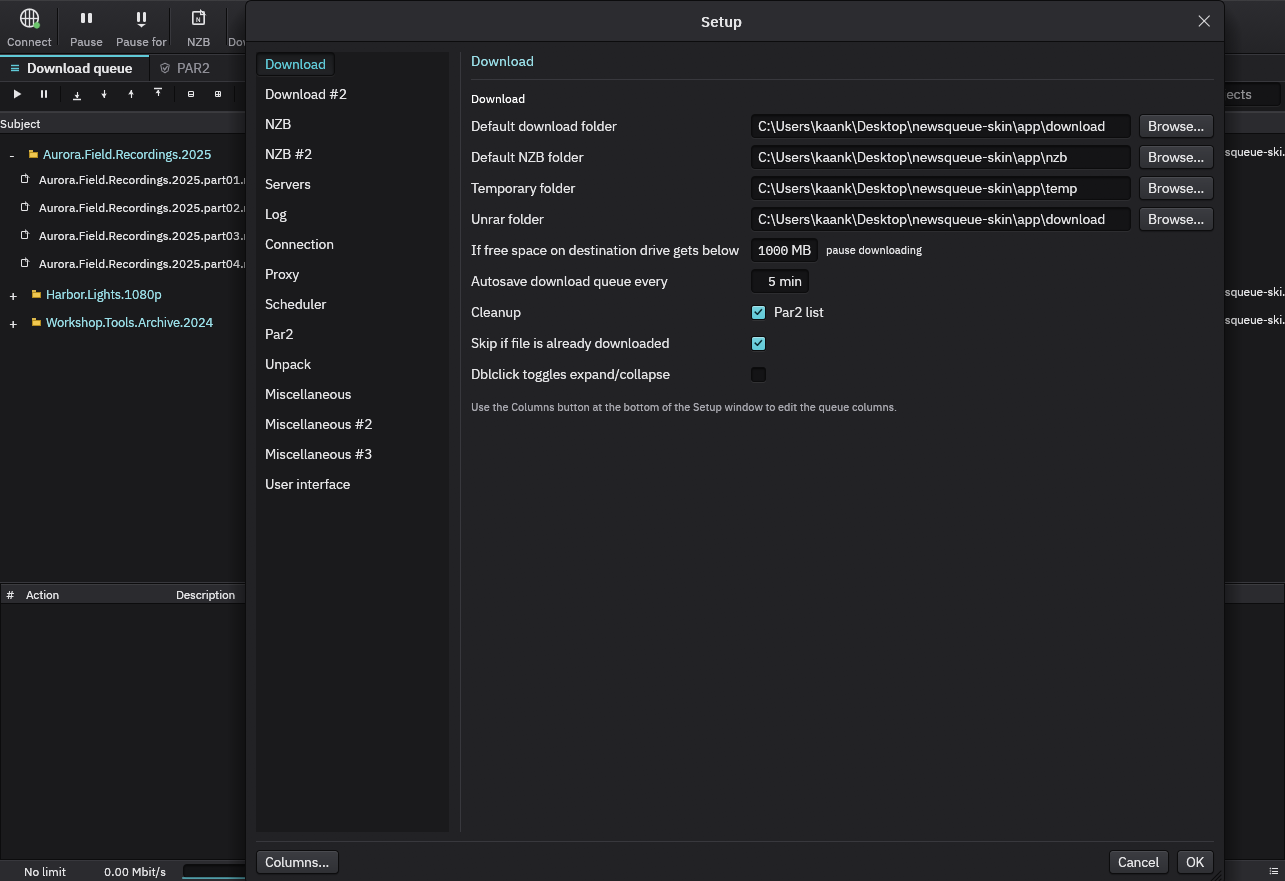 Setup
Connect
Pause
Pause for
NZB
Download queue
PAR2
ects
Subject
Aurora.Field.Recordings.2025
Aurora.Field.Recordings.2025.part01.
Aurora.Field.Recordings.2025.part02.
Aurora.Field.Recordings.2025.part03.
Aurora.Field.Recordings.2025.part04.
+ Harbor.Lights.1080p
+ Workshop.Tools.Archive.2024
squeue-ski.
squeue-ski.
squeue-ski.
# Action Description
No limit 0.00 Mbit/s
Download
Download #2
NZB
NZB #2
Servers
Log
Connection
Proxy
Scheduler
Par2
Unpack
Miscellaneous
Miscellaneous #2
Miscellaneous #3
User interface
Download
Download
Default download folder C:\Users\kaank\Desktop\newsqueue-skin\app\download Browse...
Default NZB folder C:\Users\kaank\Desktop\newsqueue-skin\app\nzb Browse...
Temporary folder C:\Users\kaank\Desktop\newsqueue-skin\app\temp Browse...
Unrar folder C:\Users\kaank\Desktop\newsqueue-skin\app\download Browse...
If free space on destination drive gets below 1000 MB pause downloading
Autosave download queue every 5 min
Cleanup Par2 list
Skip if file is already downloaded
Dblclick toggles expand/collapse
Use the Columns button at the bottom of the Setup window to edit the queue columns.
Columns... Cancel OK